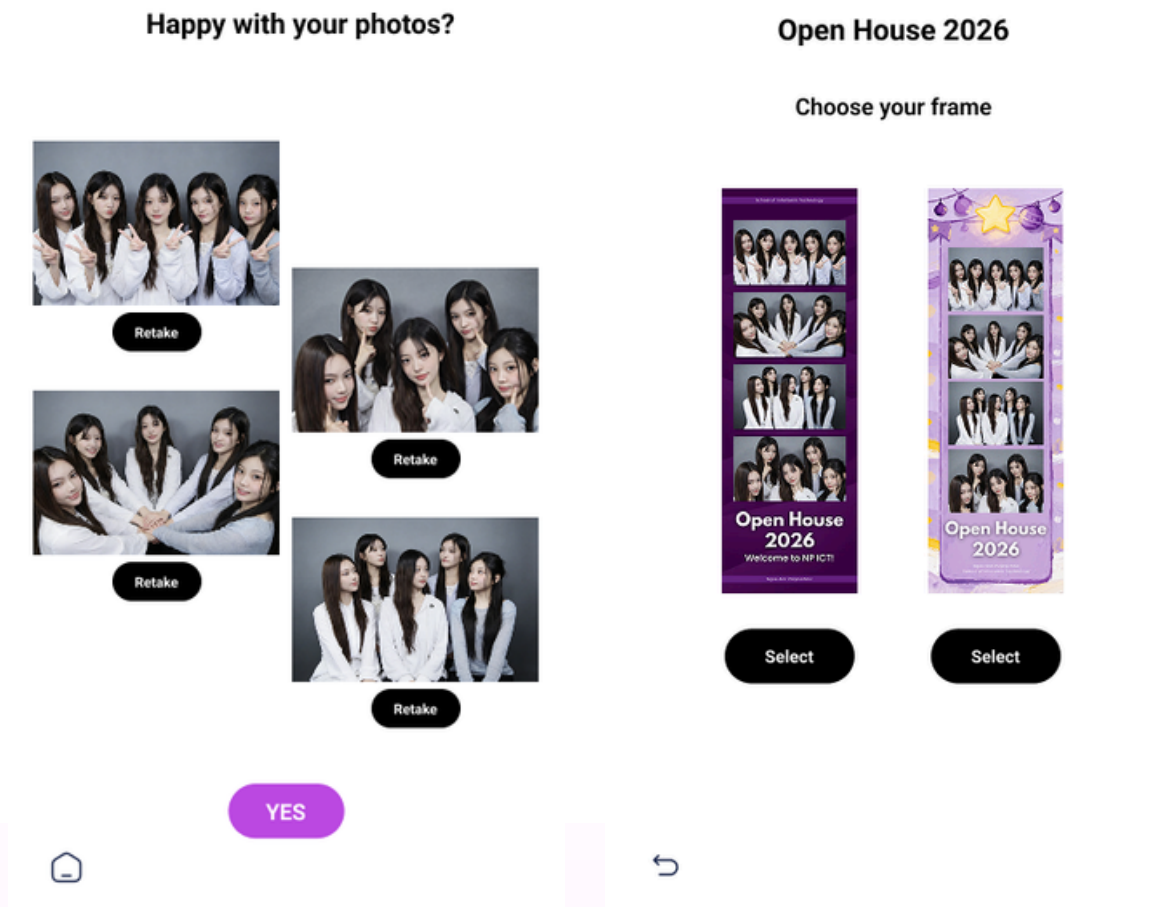 Happy with your photos?
Retake
Retake
Retake
Retake
YES
Open House 2026
Choose your frame
Open House
2026
Welcome to NP ICT!
Open House
2026
Select
Select